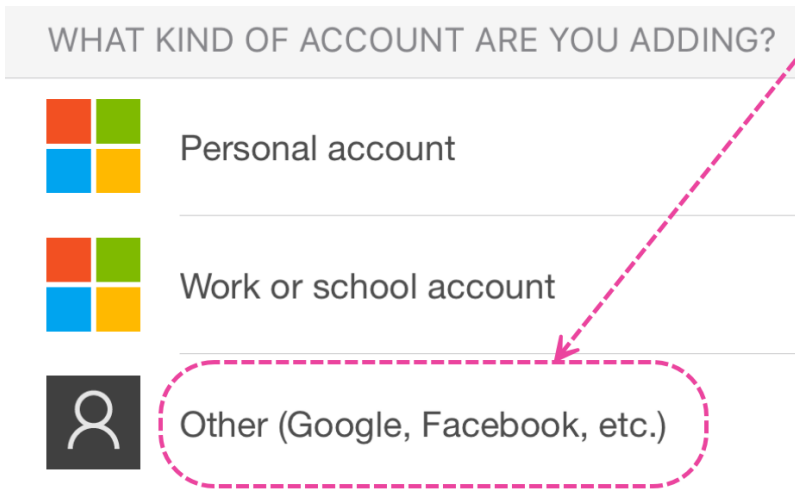 WHAT KIND OF ACCOUNT ARE YOU ADDING?
Personal account
Work or school account
Other (Google, Facebook, etc.)